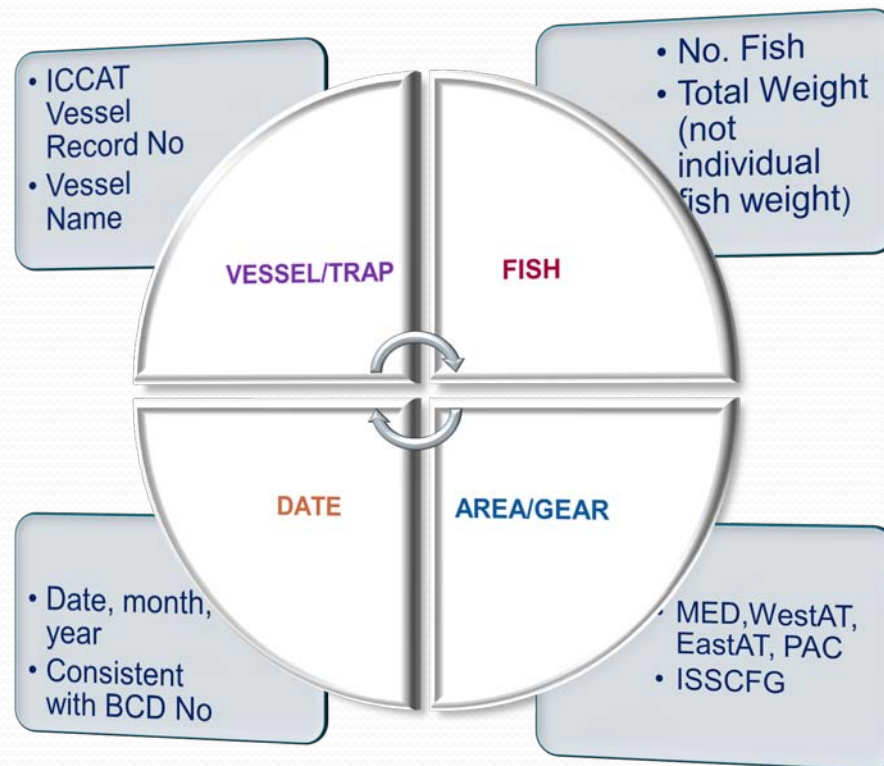 • ICCAT
Vessel
Record No
• Vessel
Name
• No. Fish
• Total Weight
(not
individual
fish weight)
VESSEL/TRAP
FISH
DATE
AREA/GEAR
• Date, month,
year
• Consistent
with BCD No
• MED,WestAT,
EastAT, PAC
• ISSCFG